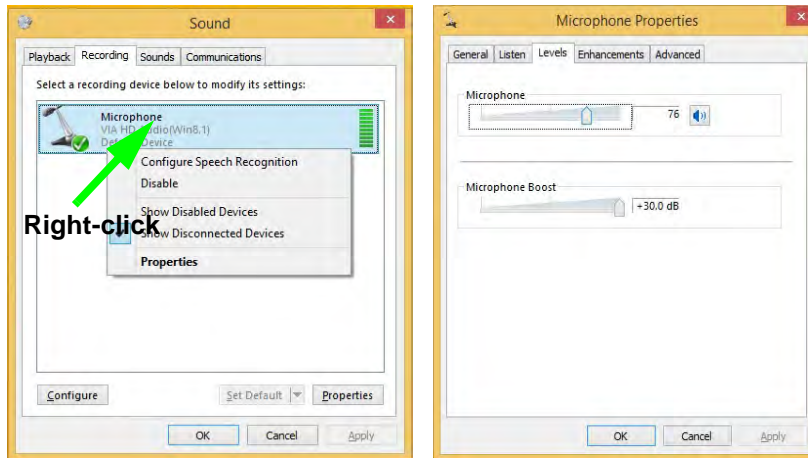 Sound
Playback Recording Sounds Communications
Select a recording device below to modify its settings:
Microphone
VIA HD Audio(Win8.1)
Default Device
Configure Speech Recognition
Disable
Show Disabled Devices
Right-click
Show Disconnected Devices
Properties
Configure Set Default Properties
OK Cancel Apply
Microphone Properties
General Listen Levels Enhancements Advanced
Microphone
76
Microphone Boost
+30.0 dB
OK Cancel Apply